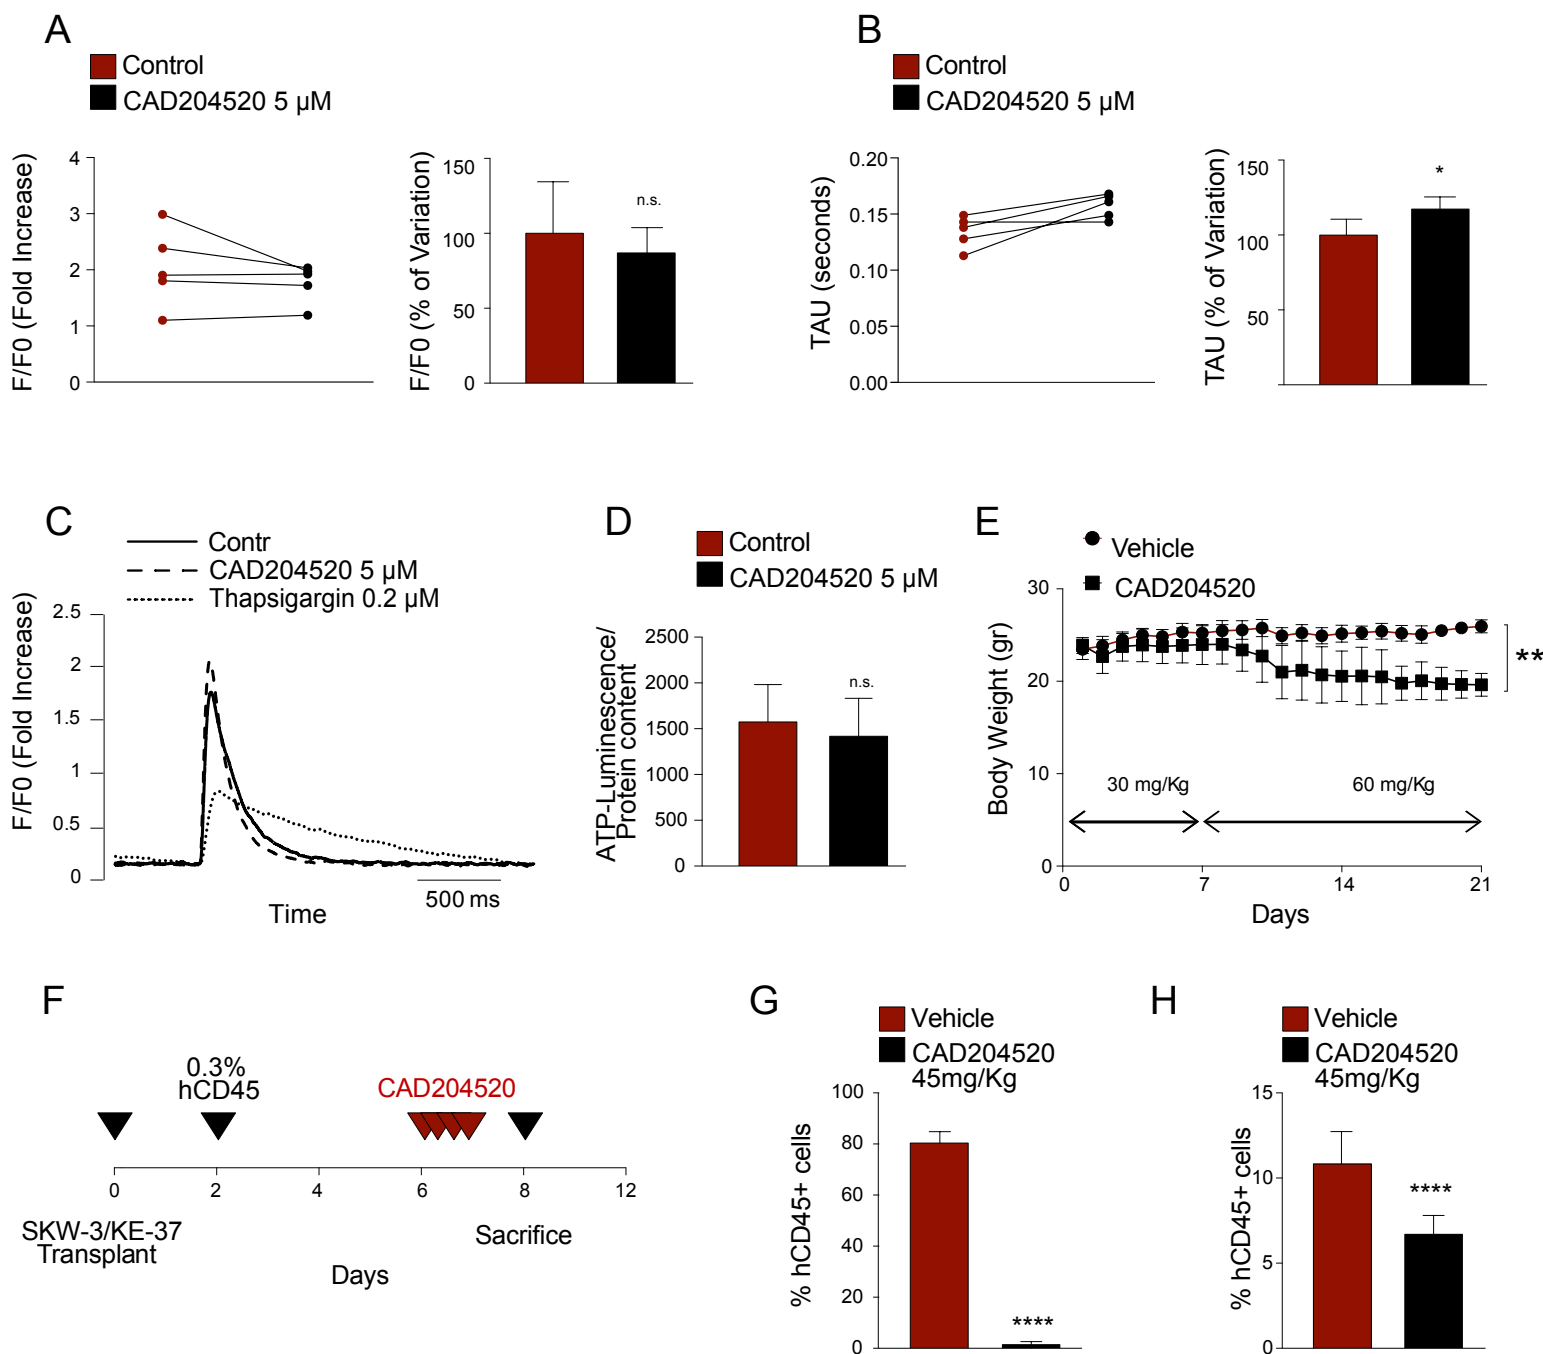 A
Control
CAD204520 5 µM
F/F0 (Fold Increase)
4
3
2
1
0
F/F0 (% of Variation)
150
100
50
0
n.s.
B
Control
CAD204520 5 µM
TAU (seconds)
0.20
0.15
0.10
0.00
TAU (% of Variation)
150
100
50
*
C
Contr
CAD204520 5 µM
Thapsigargin 0.2 µM
F/F0 (Fold Increase)
2.5
2
1.5
1
0.5
0
500 ms
Time
D
Control
CAD204520 5 µM
ATP-Luminescence/
Protein content
2500
2000
1500
1000
500
0
n.s.
E
Vehicle
CAD204520
Body Weight (gr)
30
20
10
0
**
30 mg/Kg
60 mg/Kg
0
7
14
21
Days
F
0.3%
hCD45
CAD204520
0
2
4
6
8
12
SKW-3/KE-37
Transplant
Sacrifice
Days
G
Vehicle
CAD204520
45mg/Kg
% hCD45+ cells
100
80
60
40
20
0
****
H
Vehicle
CAD204520
45mg/Kg
% hCD45+ cells
15
10
5
0
****